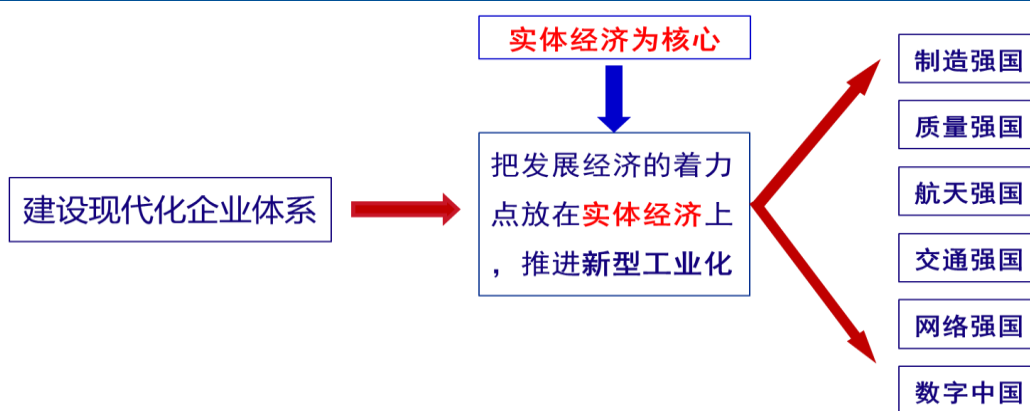 实体经济为核心
建设现代化企业体系
把发展经济的着力
点放在实体经济上
，推进新型工业化
制造强国
质量强国
航天强国
交通强国
网络强国
数字中国